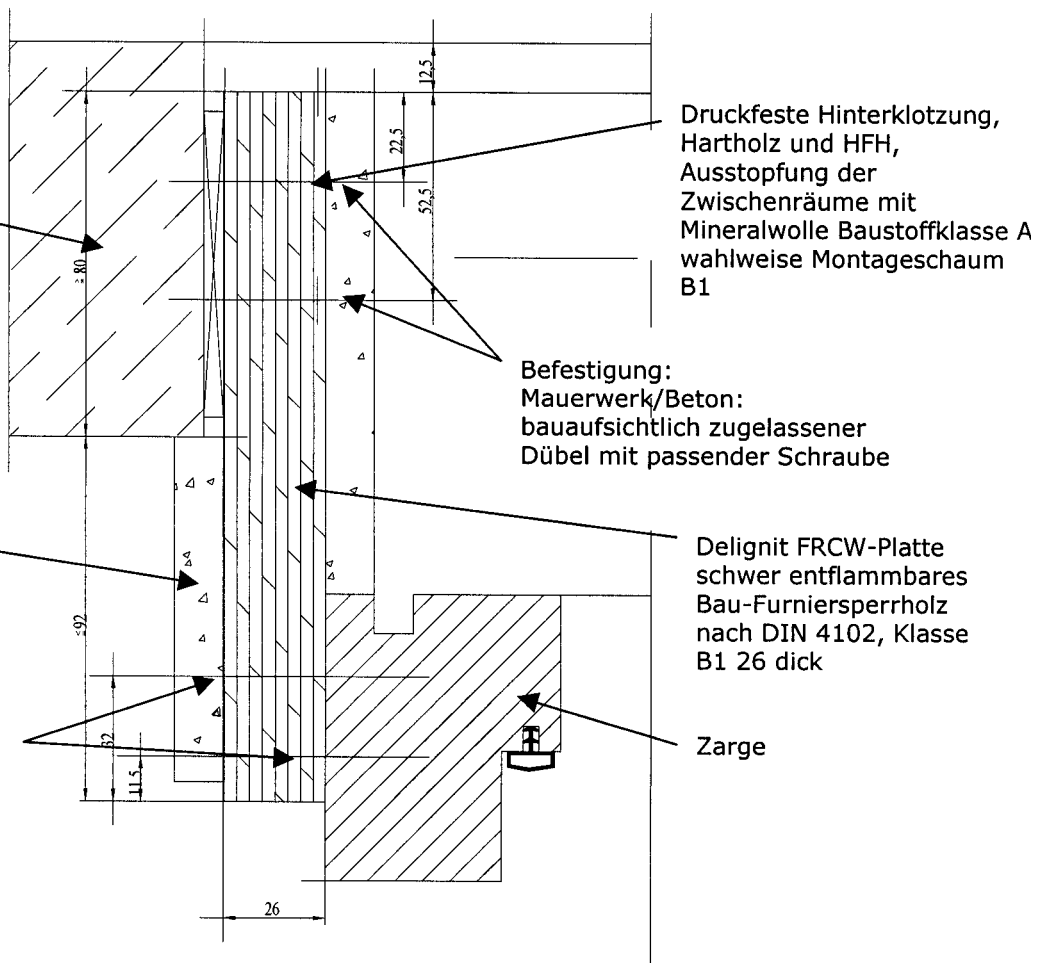 12,5
Druckfeste Hinterklotzung,
Hartholz und HFH,
Ausstopfung der
Zwischenräume mit
Mineralwolle Baustoffklasse A
wahlweise Montageschaum
B1
22,5
52,5
≥80
Befestigung:
Mauerwerk/Beton:
bauaufsichtlich zugelassener
Dübel mit passender Schraube
Delignit FRCW-Platte
schwer entflammbares
Bau-Furniersperrholz
nach DIN 4102, Klasse
B1 26 dick
≤92
Zarge
32
11,5
26